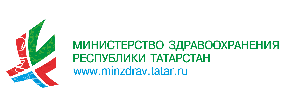 МИНИСТЕРСТВО ЗДРАВООХРАНЕНИЯ
РЕСПУБЛИКИ ТАТАРСТАН
www.minzdrav.tatar.ru